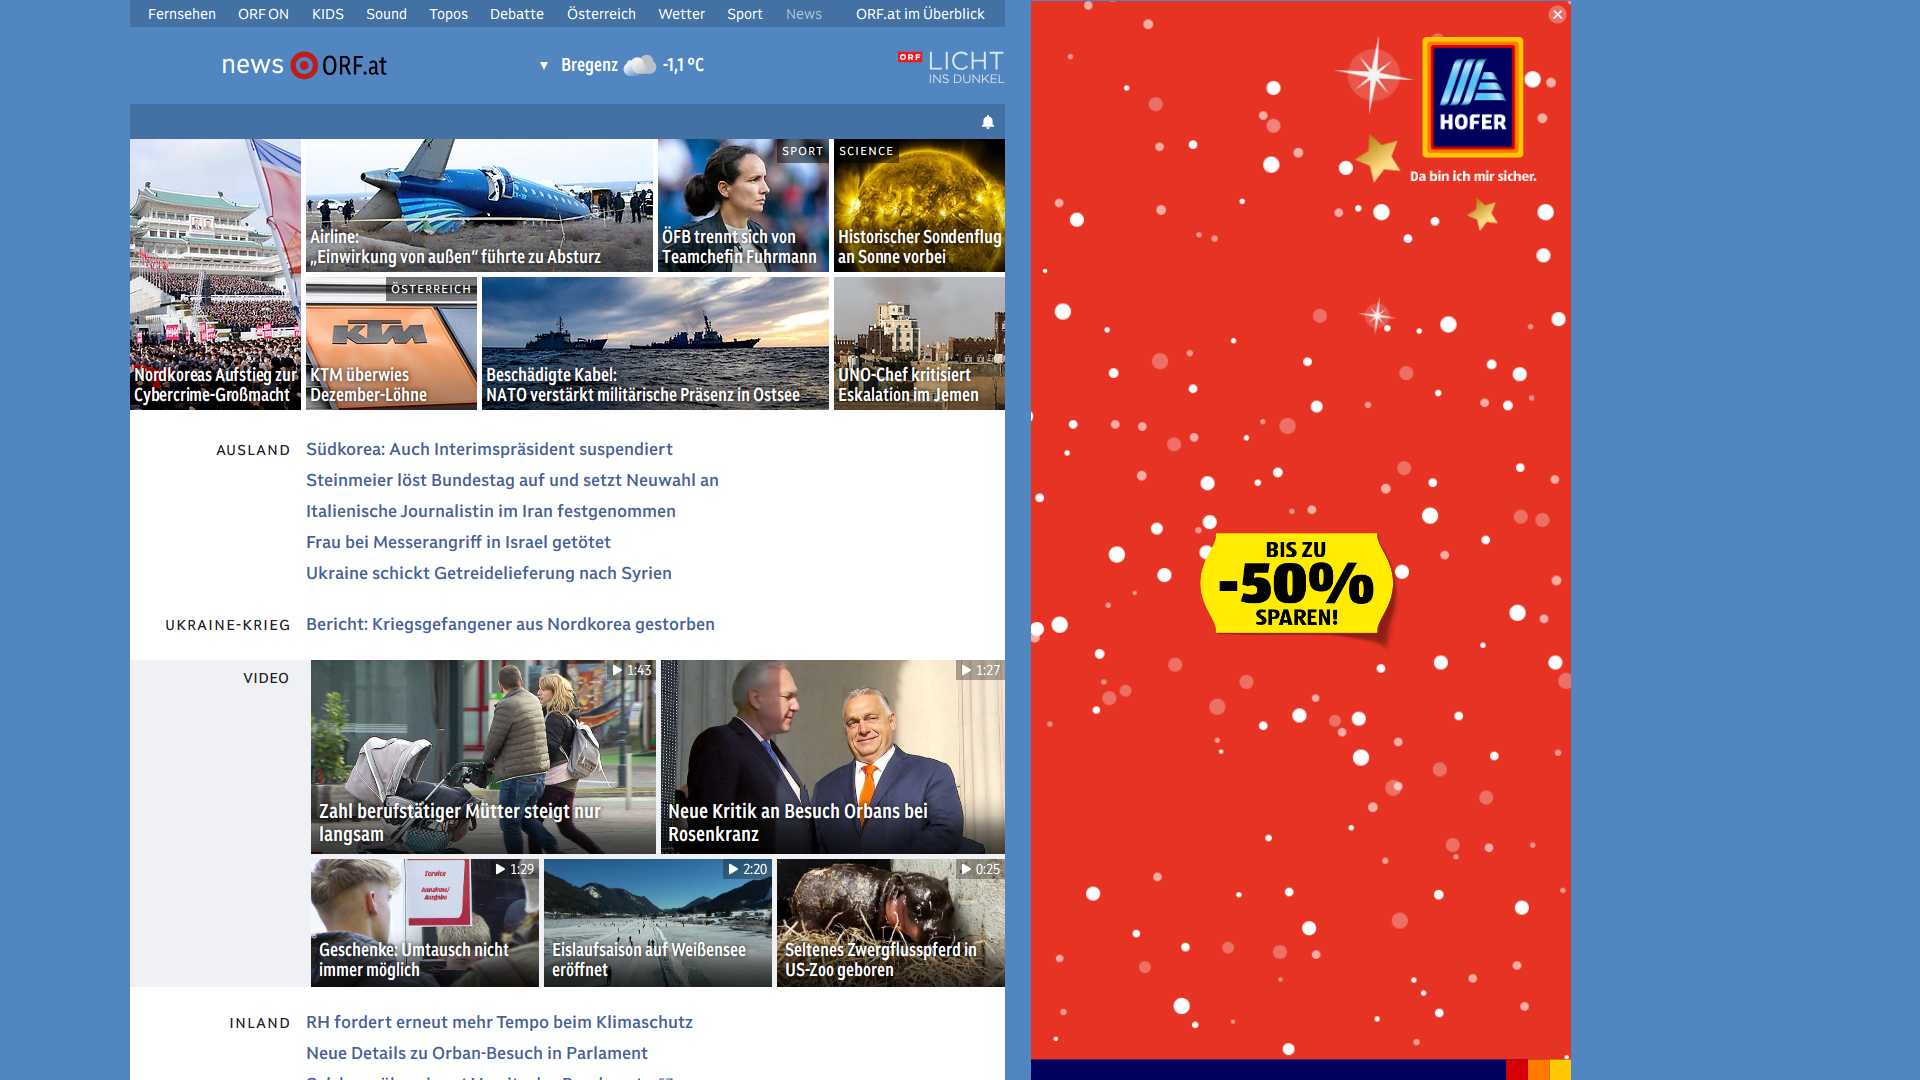 Fernsehen ORF ON KIDS Sound Topos Debatte Österreich Wetter Sport News ORF.at im Überblick
news ORF.at
Bregenz -1,1 °C
ORF LICHT
INS DUNKEL
Nordkoreas Aufstieg zur
Cybercrime-Großmacht
Airline:
„Einwirkung von außen“ führte zu Absturz
SPORT
ÖFB trennt sich von
Teamchefin Fuhrmann
SCIENCE
Historischer Sondenflug
an Sonne vorbei
ÖSTERREICH
KTM
KTM überwies
Dezember-Löhne
Beschädigte Kabel:
NATO verstärkt militärische Präsenz in Ostsee
UNO-Chef kritisiert
Eskalation im Jemen
AUSLAND
Südkorea: Auch Interimspräsident suspendiert
Steinmeier löst Bundestag auf und setzt Neuwahl an
Italienische Journalistin im Iran festgenommen
Frau bei Messerangriff in Israel getötet
Ukraine schickt Getreidelieferung nach Syrien
UKRAINE-KRIEG
Bericht: Kriegsgefangener aus Nordkorea gestorben
VIDEO
1:43
Zahl berufstätiger Mütter steigt nur
langsam
1:27
Neue Kritik an Besuch Orbans bei
Rosenkranz
1:29
Service
Annahme/
Ausgabe
Geschenke: Umtausch nicht
immer möglich
2:20
Eislaufsaison auf Weißensee
eröffnet
0:25
Seltenes Zwergflusspferd in
US-Zoo geboren
INLAND
RH fordert erneut mehr Tempo beim Klimaschutz
Neue Details zu Orban-Besuch in Parlament
HOFER
Da bin ich mir sicher.
BIS ZU
-50%
SPAREN!